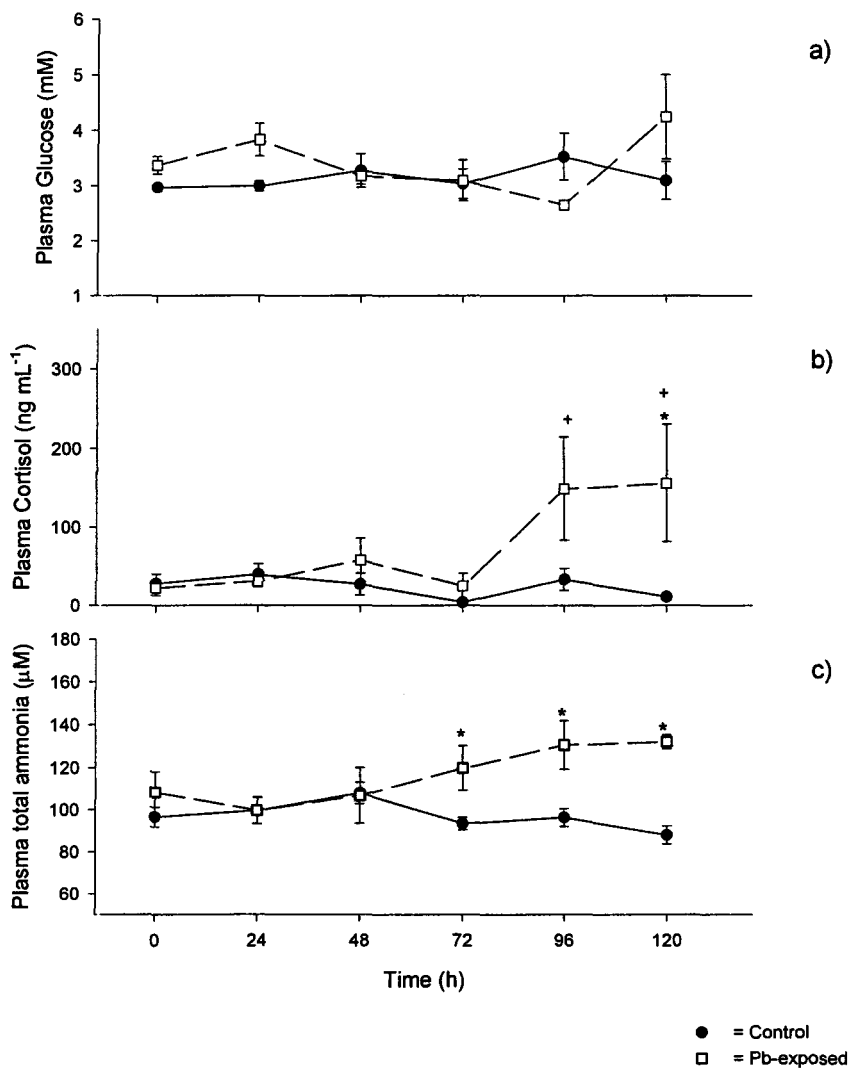 a)
Plasma Glucose (mM)
6
5
4
3
2
1
b)
Plasma Cortisol (ng mL⁻¹)
300
200
100
0
+
+
*
c)
Plasma total ammonia (μM)
180
160
140
120
100
80
60
*
*
*
0 24 48 72 96 120
Time (h)
= Control
= Pb-exposed